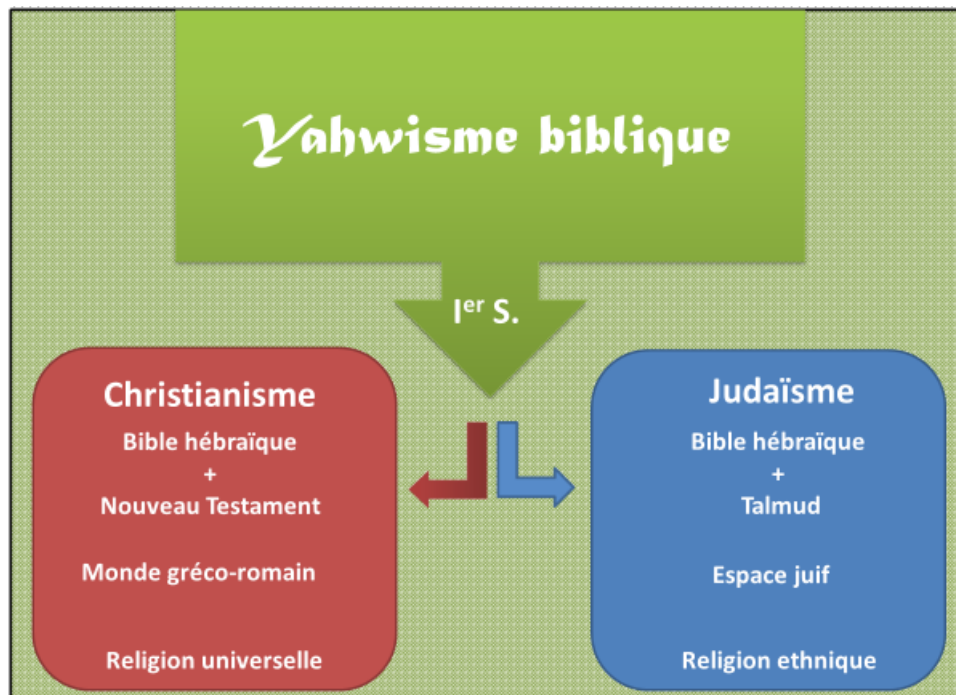 Yahwisme biblique
Iᵉʳ S.
Christianisme
Bible hébraïque
+
Nouveau Testament
Monde gréco-romain
Religion universelle
Judaïsme
Bible hébraïque
+
Talmud
Espace juif
Religion ethnique